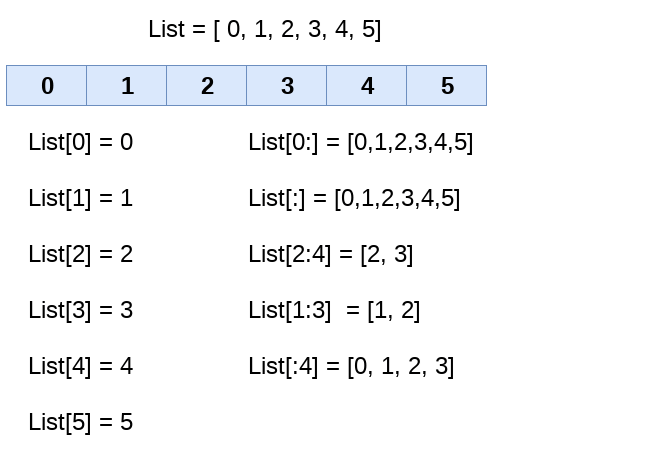 List = [ 0, 1, 2, 3, 4, 5]
0 1 2 3 4 5
List[0] = 0 List[0:] = [0,1,2,3,4,5]
List[1] = 1 List[:] = [0,1,2,3,4,5]
List[2] = 2 List[2:4] = [2, 3]
List[3] = 3 List[1:3]  = [1, 2]
List[4] = 4 List[:4] = [0, 1, 2, 3]
List[5] = 5